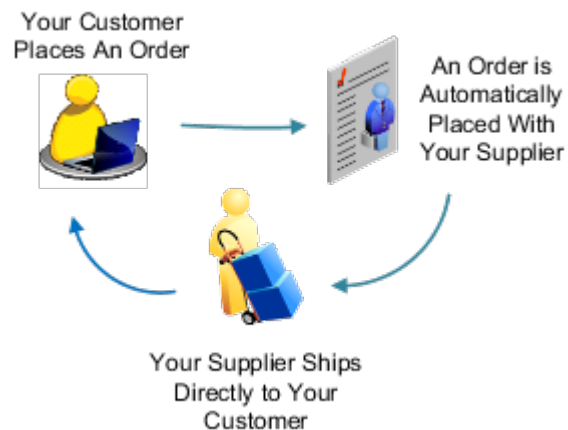 Your Customer
Places An Order
An Order is
Automatically
Placed With
Your Supplier
Your Supplier Ships
Directly to Your
Customer